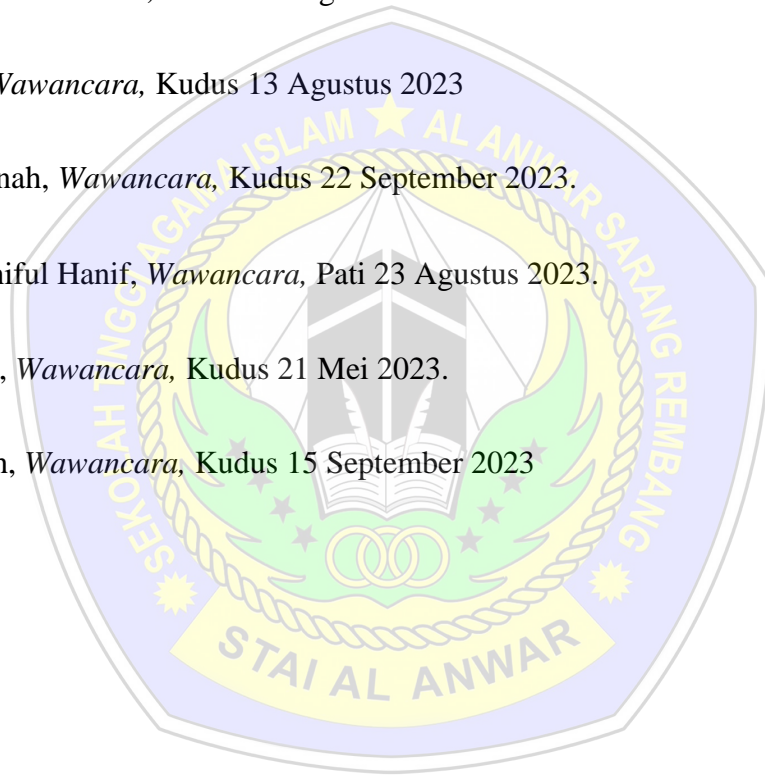 Wawancara, Kudus 13 Agustus 2023
nah, Wawancara, Kudus 22 September 2023.
niful Hanif, Wawancara, Pati 23 Agustus 2023.
, Wawancara, Kudus 21 Mei 2023.
n, Wawancara, Kudus 15 September 2023
SEKOLAH TINGGI AGAMA ISLAM AL ANWAR SARANG REMBANG
STAI AL ANWAR